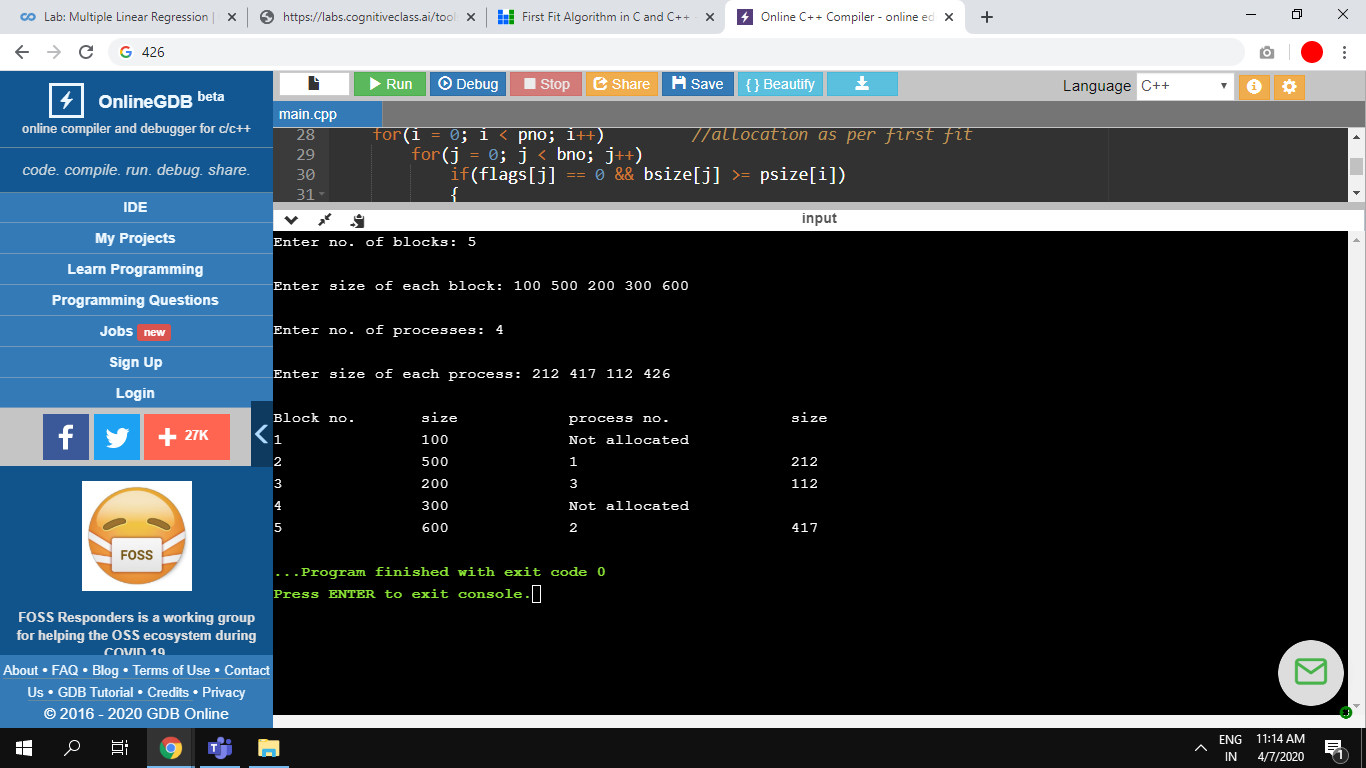 Lab: Multiple Linear Regression |
https://labs.cognitiveclass.ai/tool
First Fit Algorithm in C and C++
Online C++ Compiler - online ed
426
OnlineGDB beta
online compiler and debugger for c/c++
code. compile. run. debug. share.
IDE
My Projects
Learn Programming
Programming Questions
Jobs new
Sign Up
Login
27K
FOSS
FOSS Responders is a working group
for helping the OSS ecosystem during
COVID 19
About • FAQ • Blog • Terms of Use • Contact
Us • GDB Tutorial • Credits • Privacy
© 2016 - 2020 GDB Online
Run Debug Stop Share Save { } Beautify Language C++
main.cpp
28 for(i = 0; i < pno; i++) //allocation as per first fit
29 for(j = 0; j < bno; j++)
30 if(flags[j] == 0 && bsize[j] >= psize[i])
31 {
input
Enter no. of blocks: 5
Enter size of each block: 100 500 200 300 600
Enter no. of processes: 4
Enter size of each process: 212 417 112 426
Block no. size process no. size
1 100 Not allocated
2 500 1 212
3 200 3 112
4 300 Not allocated
5 600 2 417
...Program finished with exit code 0
Press ENTER to exit console.
ENG 11:14 AM
IN 4/7/2020
1